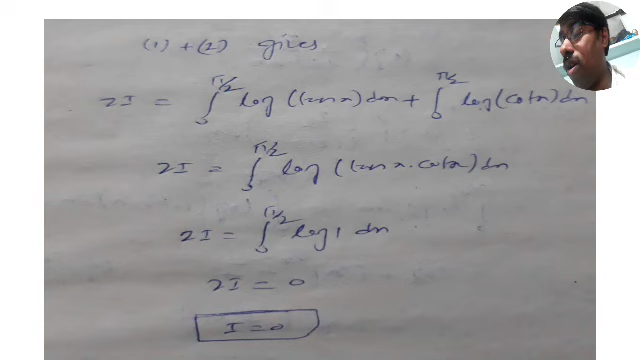 (1) + (2) gives
2I = ∫₀^π/2 log (tan x) dx + ∫₀^π/2 log (cot x) dx
2I = ∫₀^π/2 log (tan x . cot x) dx
2I = ∫₀^π/2 log 1 dx
2I = 0
I = 0